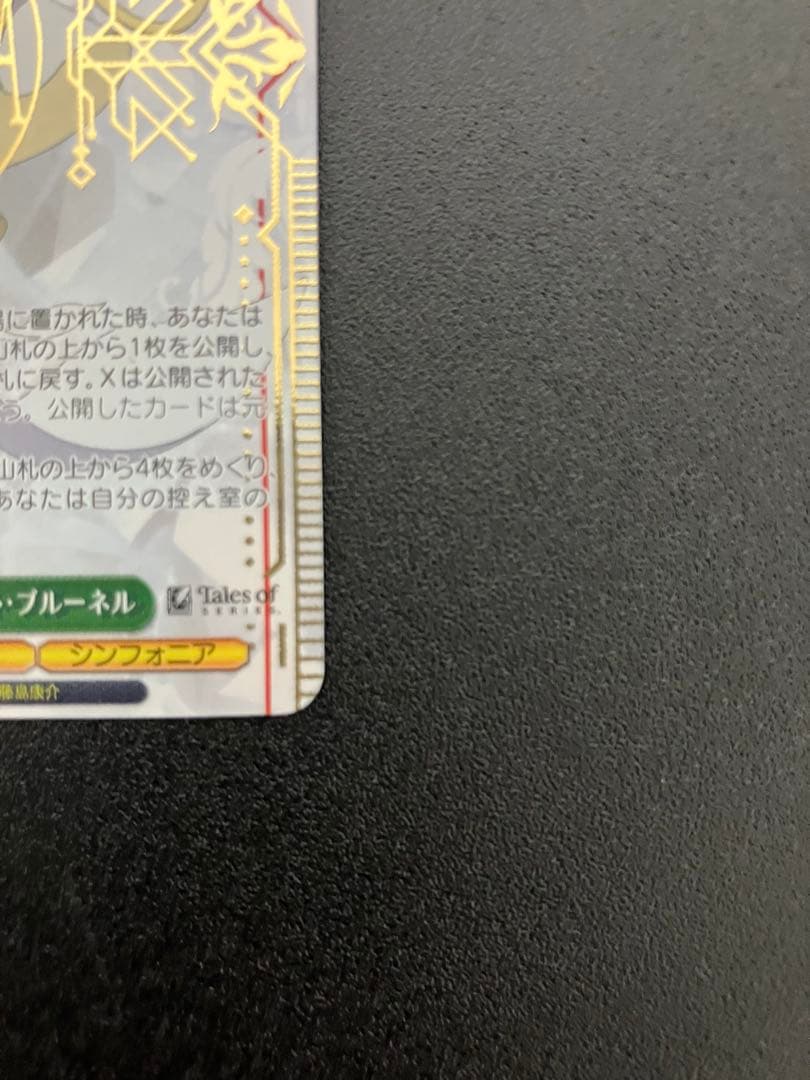 に置かれた時、あなたは
山札の上から1枚を公開し、
札に戻す。Xは公開された
う。公開したカードは元
山札の上から4枚をめくり、
あなたは自分の控え室の
・ブルーネル
Tales of
SERIES
シンフォニア
藤島康介